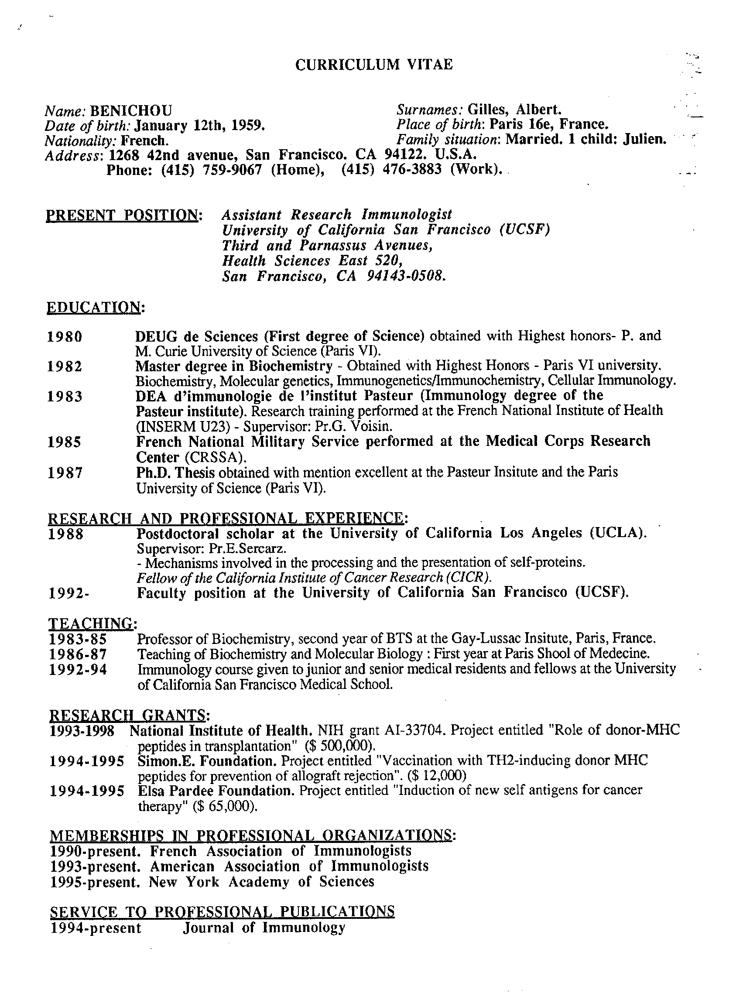 CURRICULUM VITAE
Name: BENICHOU Surnames: Gilles, Albert.
Date of birth: January 12th, 1959. Place of birth: Paris 16e, France.
Nationality: French. Family situation: Married. 1 child: Julien.
Address: 1268 42nd avenue, San Francisco. CA 94122. U.S.A.
Phone: (415) 759-9067 (Home), (415) 476-3883 (Work).
PRESENT POSITION: Assistant Research Immunologist
University of California San Francisco (UCSF)
Third and Parnassus Avenues,
Health Sciences East 520,
San Francisco, CA 94143-0508.
EDUCATION:
1980 DEUG de Sciences (First degree of Science) obtained with Highest honors- P. and
M. Curie University of Science (Paris VI).
1982 Master degree in Biochemistry - Obtained with Highest Honors - Paris VI university.
Biochemistry, Molecular genetics, Immunogenetics/Immunochemistry, Cellular Immunology.
1983 DEA d'immunologie de l'institut Pasteur (Immunology degree of the
Pasteur institute). Research training performed at the French National Institute of Health
(INSERM U23) - Supervisor: Pr.G. Voisin.
1985 French National Military Service performed at the Medical Corps Research
Center (CRSSA).
1987 Ph.D. Thesis obtained with mention excellent at the Pasteur Insitute and the Paris
University of Science (Paris VI).
RESEARCH AND PROFESSIONAL EXPERIENCE:
1988 Postdoctoral scholar at the University of California Los Angeles (UCLA).
Supervisor: Pr.E.Sercarz.
- Mechanisms involved in the processing and the presentation of self-proteins.
Fellow of the California Institute of Cancer Research (CICR).
1992- Faculty position at the University of California San Francisco (UCSF).
TEACHING:
1983-85 Professor of Biochemistry, second year of BTS at the Gay-Lussac Insitute, Paris, France.
1986-87 Teaching of Biochemistry and Molecular Biology : First year at Paris Shool of Medecine.
1992-94 Immunology course given to junior and senior medical residents and fellows at the University
of California San Francisco Medical School.
RESEARCH GRANTS:
1993-1998 National Institute of Health. NIH grant AI-33704. Project entitled "Role of donor-MHC
peptides in transplantation" ($ 500,000).
1994-1995 Simon.E. Foundation. Project entitled "Vaccination with TH2-inducing donor MHC
peptides for prevention of allograft rejection". ($ 12,000)
1994-1995 Elsa Pardee Foundation. Project entitled "Induction of new self antigens for cancer
therapy" ($ 65,000).
MEMBERSHIPS IN PROFESSIONAL ORGANIZATIONS:
1990-present. French Association of Immunologists
1993-present. American Association of Immunologists
1995-present. New York Academy of Sciences
SERVICE TO PROFESSIONAL PUBLICATIONS
1994-present Journal of Immunology